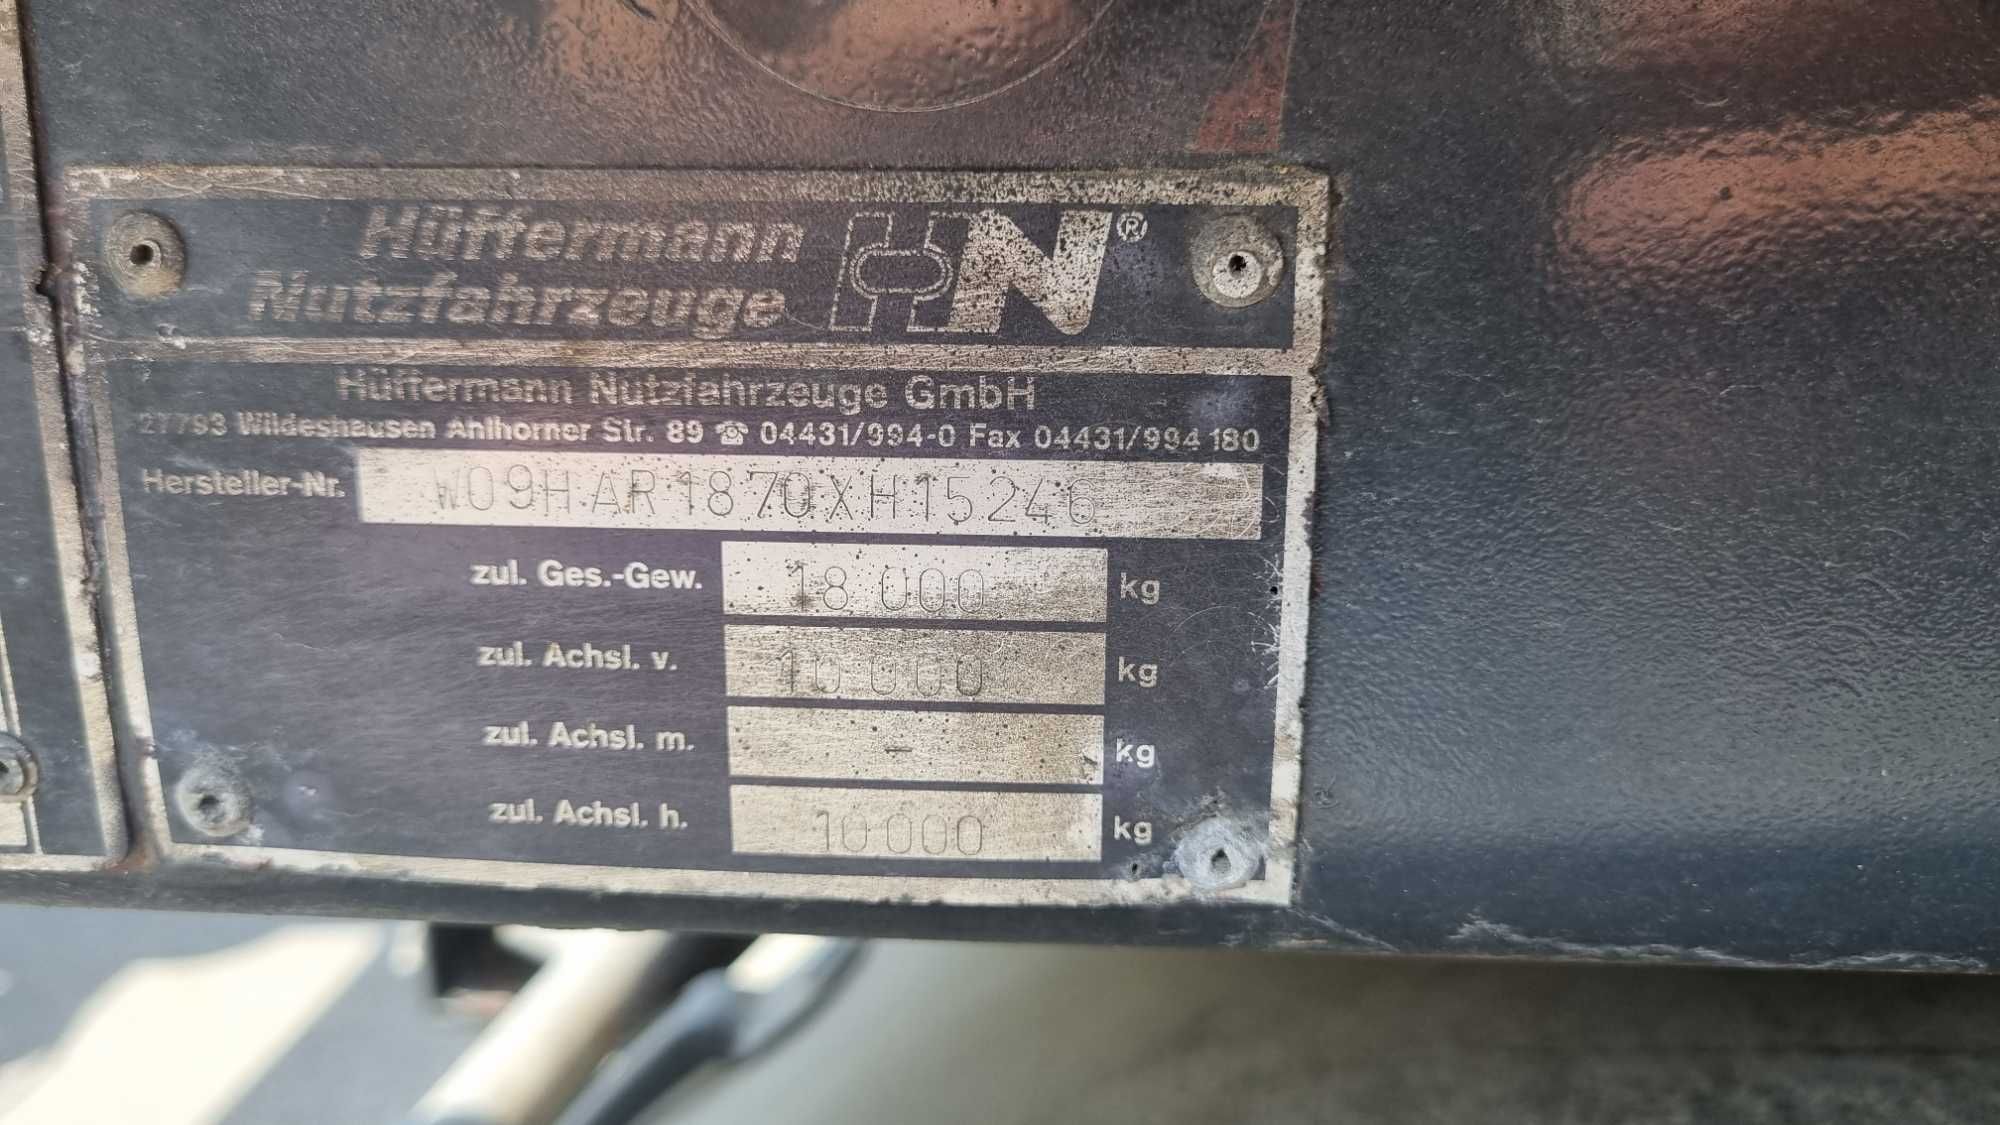 Hüffermann HN®
Nutzfahrzeuge
Hüffermann Nutzfahrzeuge GmbH
27793 Wildeshausen Ahlhorner Str. 89 ☎ 04431/994-0 Fax 04431/994 180
Hersteller-Nr. W09HAR1870XH15246
zul. Ges.-Gew. 18 000 kg
zul. Achsl. v. 10 000 kg
zul. Achsl. m. - kg
zul. Achsl. h. 10 000 kg